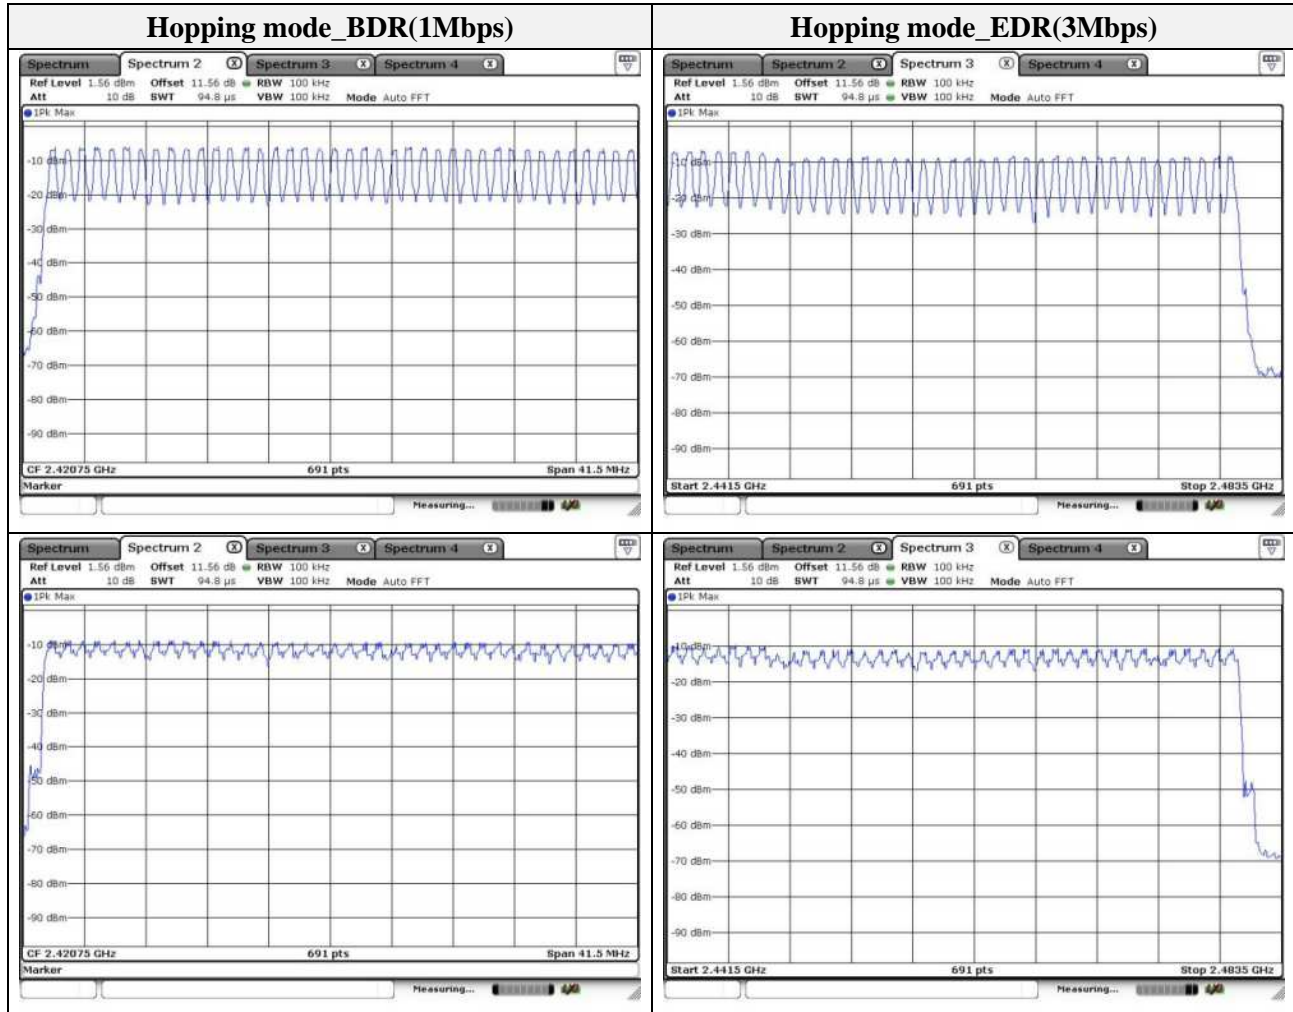 Hopping mode_BDR(1Mbps)
Hopping mode_EDR(3Mbps)
Spectrum Spectrum 2 Spectrum 3 Spectrum 4
Ref Level 1.56 dBm Offset 11.56 dB RBW 100 kHz
Att 10 dB SWT 94.8 µs VBW 100 kHz Mode Auto FFT
1Pk Max
-10 dBm
-20 dBm
-30 dBm
-40 dBm
-50 dBm
-60 dBm
-70 dBm
-80 dBm
-90 dBm
CF 2.42075 GHz 691 pts Span 41.5 MHz
Marker
Measuring...
Spectrum Spectrum 2 Spectrum 3 Spectrum 4
Ref Level 1.56 dBm Offset 11.56 dB RBW 100 kHz
Att 10 dB SWT 94.8 µs VBW 100 kHz Mode Auto FFT
1Pk Max
-10 dBm
-20 dBm
-30 dBm
-40 dBm
-50 dBm
-60 dBm
-70 dBm
-80 dBm
-90 dBm
Start 2.4415 GHz 691 pts Stop 2.4835 GHz
Measuring...
Spectrum Spectrum 2 Spectrum 3 Spectrum 4
Ref Level 1.56 dBm Offset 11.56 dB RBW 100 kHz
Att 10 dB SWT 94.8 µs VBW 100 kHz Mode Auto FFT
1Pk Max
-10 dBm
-20 dBm
-30 dBm
-40 dBm
-50 dBm
-60 dBm
-70 dBm
-80 dBm
-90 dBm
CF 2.42075 GHz 691 pts Span 41.5 MHz
Marker
Measuring...
Spectrum Spectrum 2 Spectrum 3 Spectrum 4
Ref Level 1.56 dBm Offset 11.56 dB RBW 100 kHz
Att 10 dB SWT 94.8 µs VBW 100 kHz Mode Auto FFT
1Pk Max
-10 dBm
-20 dBm
-30 dBm
-40 dBm
-50 dBm
-60 dBm
-70 dBm
-80 dBm
-90 dBm
Start 2.4415 GHz 691 pts Stop 2.4835 GHz
Measuring...